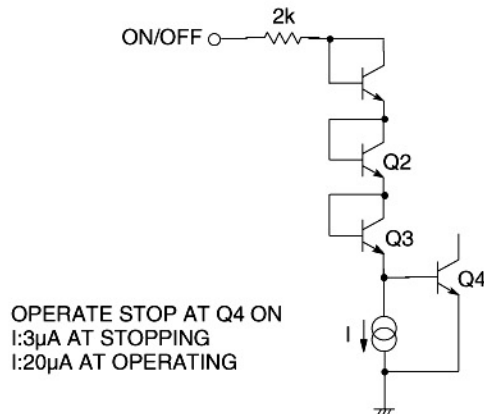 2k
ON/OFF
Q2
Q3
Q4
I
OPERATE STOP AT Q4 ON
I:3μA AT STOPPING
I:20μA AT OPERATING